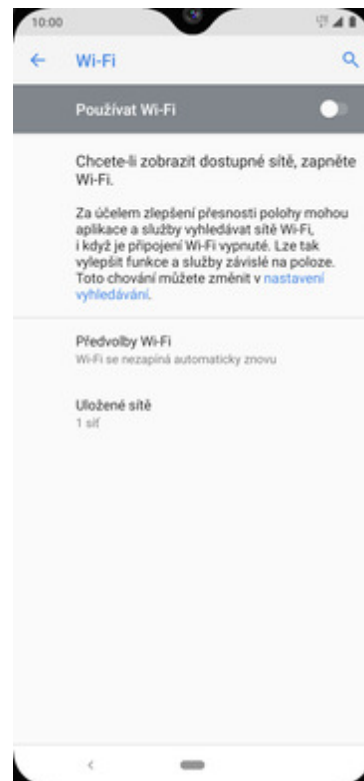 10:00
Wi-Fi
Používat Wi-Fi
Chcete-li zobrazit dostupné sítě, zapněte
Wi-Fi.
Za účelem zlepšení přesnosti polohy mohou
aplikace a služby vyhledávat sítě Wi-Fi,
i když je připojení Wi-Fi vypnuté. Lze tak
vylepšit funkce a služby závislé na poloze.
Toto chování můžete změnit v nastavení
vyhledávání.
Předvolby Wi-Fi
Wi-Fi se nezapíná automaticky znovu
Uložené sítě
1 síť